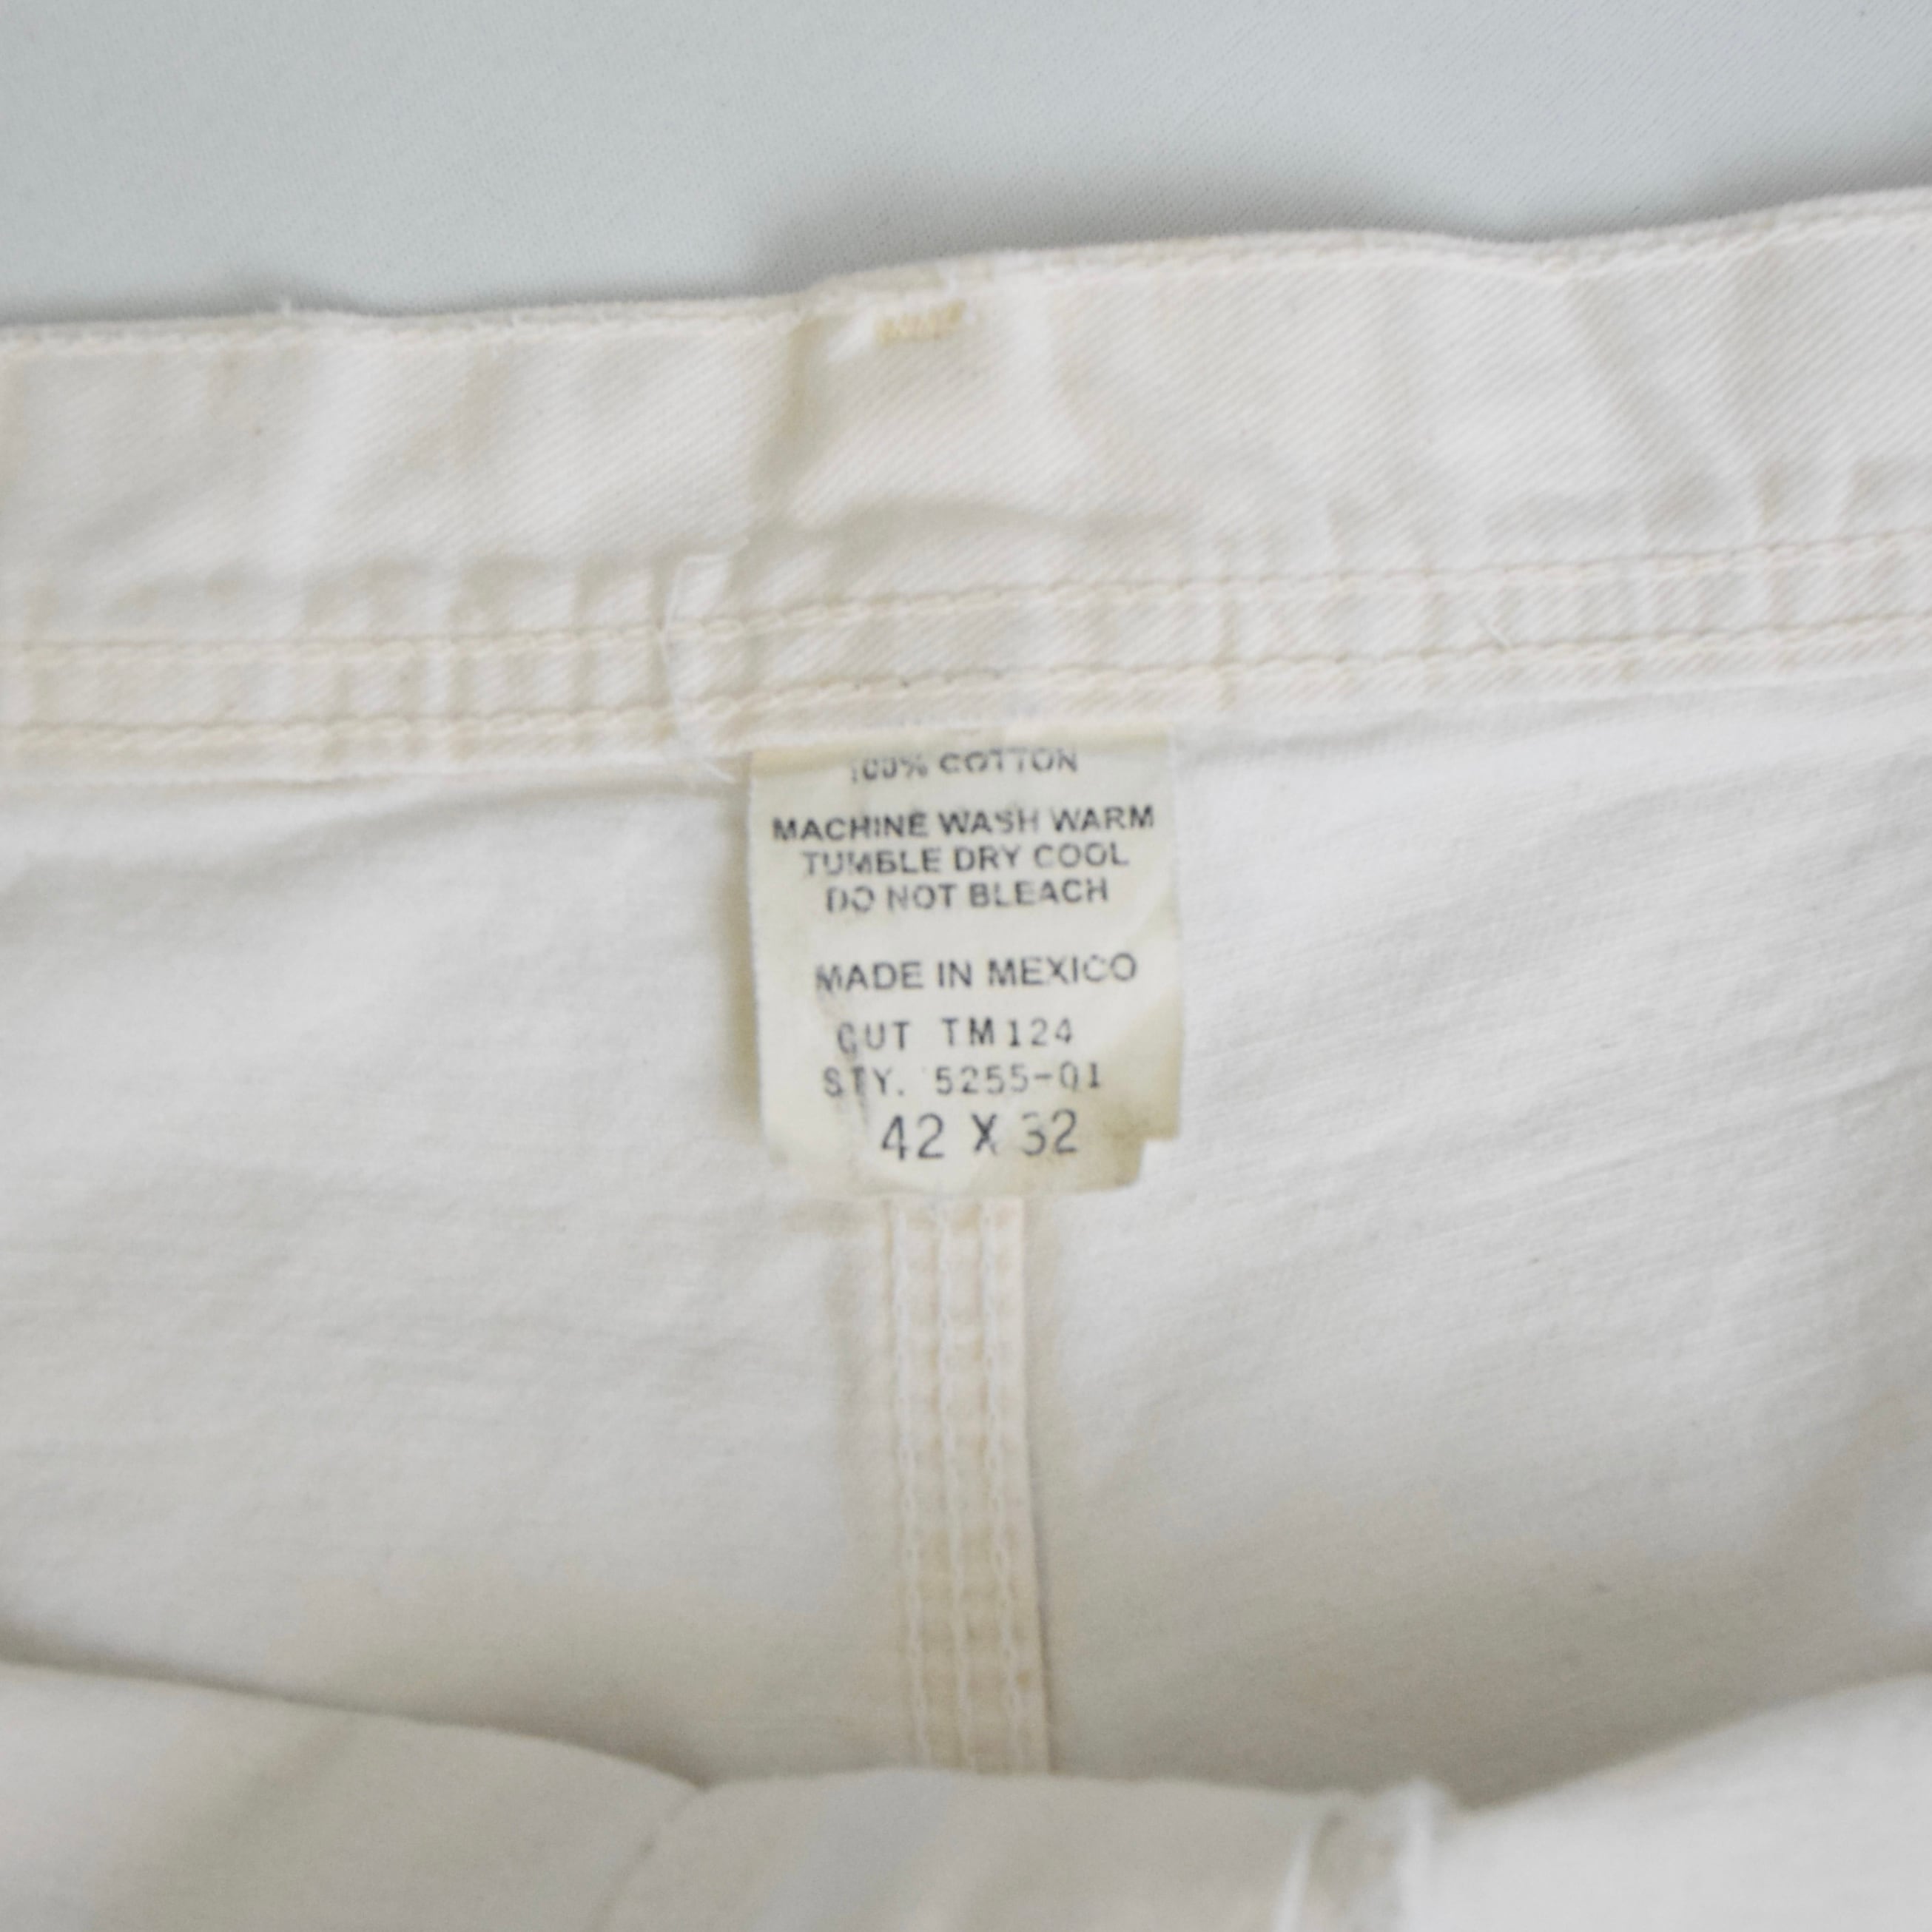 100% COTTON
MACHINE WASH WARM
TUMBLE DRY COOL
DO NOT BLEACH
MADE IN MEXICO
CUT TM124
STY. 5255-01
42 X 32